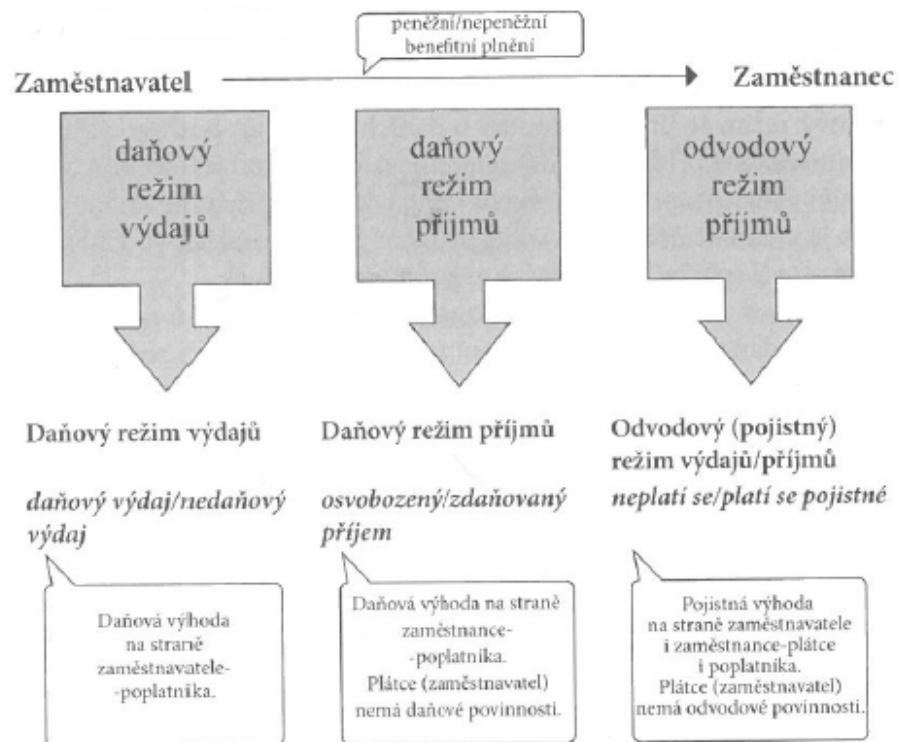 peněžní/nepeněžní
benefitní plnění
Zaměstnavatel
Zaměstnanec
daňový
režim
výdajů
daňový
režim
příjmů
odvodový
režim
příjmů
Daňový režim výdajů
daňový výdaj/nedaňový
výdaj
Daňový režim příjmů
osvobozený/zdaňovaný
příjem
Odvodový (pojistný)
režim výdajů/příjmů
neplatí se/platí se pojistné
Daňová výhoda
na straně
zaměstnavatele-
-poplatníka.
Daňová výhoda na straně
zaměstnance-
-poplatníka.
Plátce (zaměstnavatel)
nemá daňové povinnosti.
Pojistná výhoda
na straně zaměstnavatele
i zaměstnance-plátce
i poplatníka.
Plátce (zaměstnavatel)
nemá odvodové povinnosti.